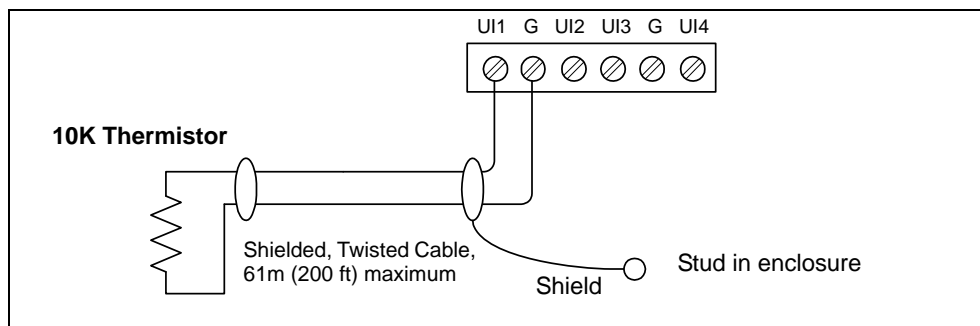 UI1 G UI2 UI3 G UI4
10K Thermistor
Shielded, Twisted Cable,
61m (200 ft) maximum
Shield
Stud in enclosure